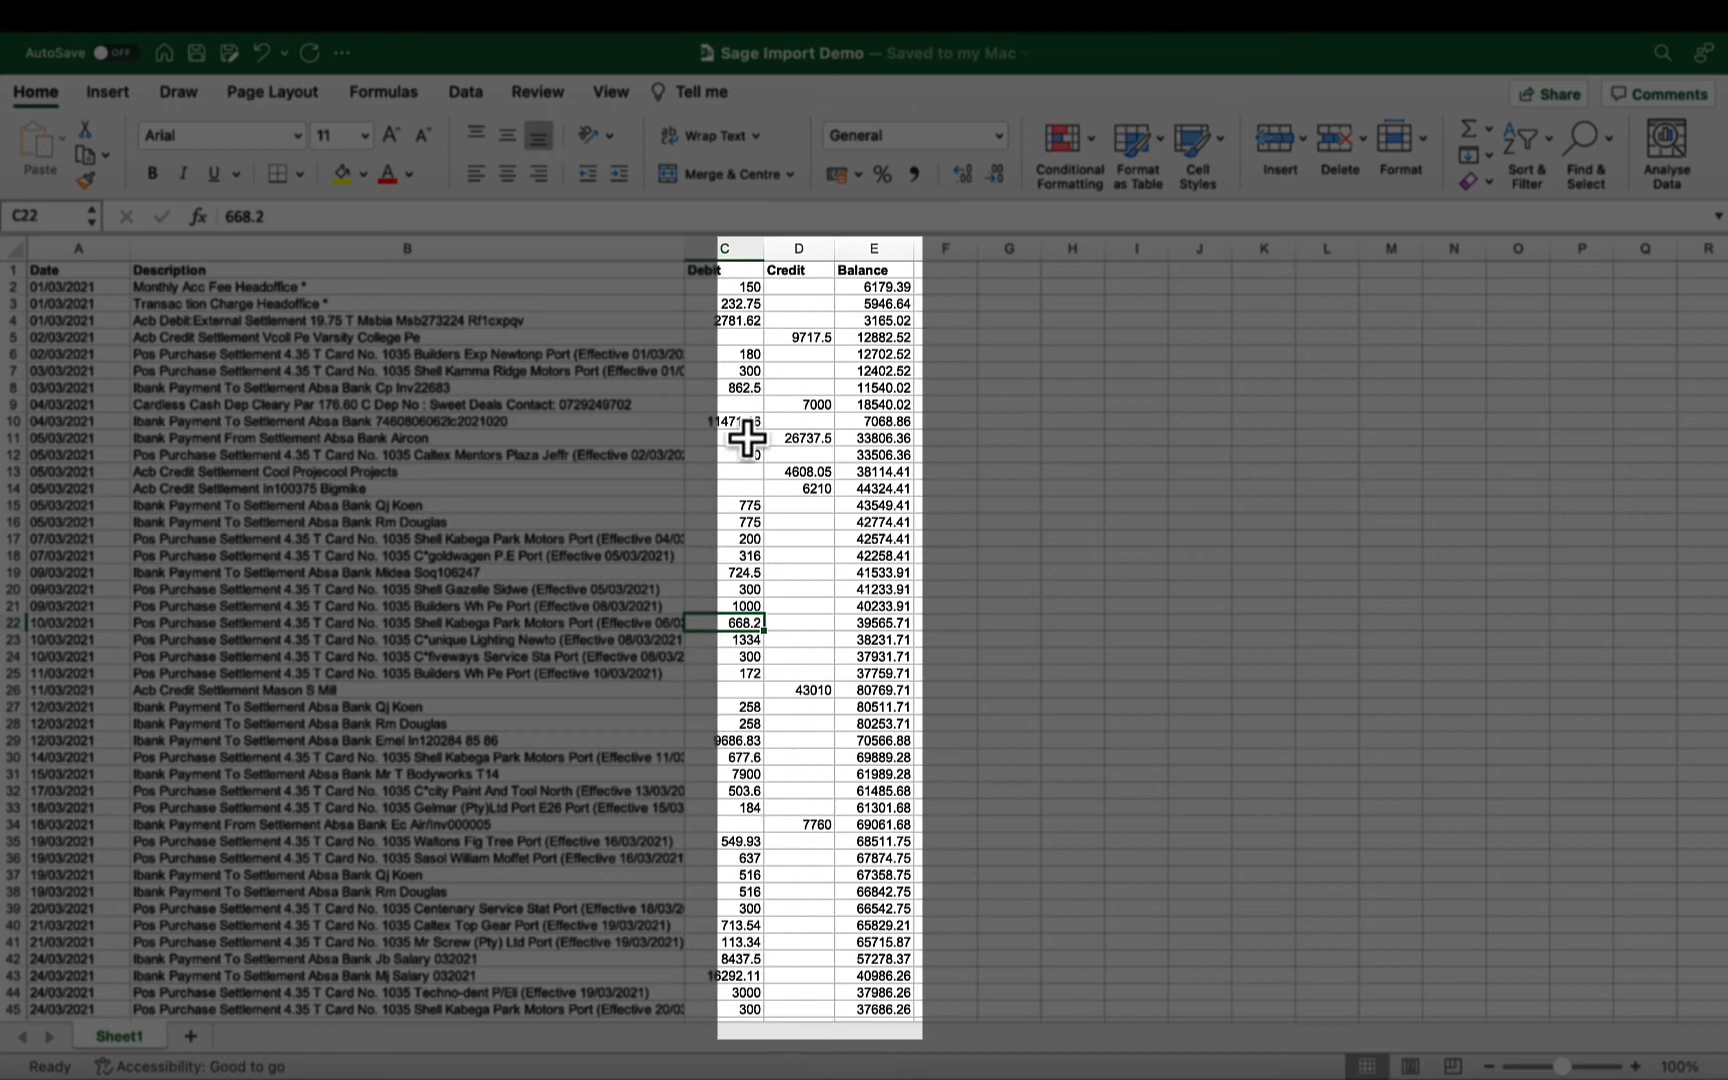 AutoSave OFF Sage Import Demo — Saved to my Mac
Home Insert Draw Page Layout Formulas Data Review View Tell me Share Comments
Paste Arial 11 Wrap Text General
B I U Merge & Centre % Conditional Formatting Format as Table Cell Styles Insert Delete Format Sort & Filter Find & Select Analyse Data
C22 fx 668.2
A B C D E F G H I J K L M N O P Q R
1 Date Description Debit Credit Balance
2 01/03/2021 Monthly Acc Fee Headoffice * 150 6179.39
3 01/03/2021 Transac tion Charge Headoffice * 232.75 5946.64
4 01/03/2021 Acb Debit:External Settlement 19.75 T Msbia Msb273224 Rf1cxpqv 2781.62 3165.02
5 02/03/2021 Acb Credit Settlement Vcoll Pe Varsity College Pe 9717.5 12882.52
6 02/03/2021 Pos Purchase Settlement 4.35 T Card No. 1035 Builders Exp Newtonp Port (Effective 01/03/20 180 12702.52
7 03/03/2021 Pos Purchase Settlement 4.35 T Card No. 1035 Shell Kamma Ridge Motors Port (Effective 01/0 300 12402.52
8 03/03/2021 Ibank Payment To Settlement Absa Bank Cp Inv22683 862.5 11540.02
9 04/03/2021 Cardless Cash Dep Cleary Par 176.60 C Dep No : Sweet Deals Contact: 0729249702 7000 18540.02
10 04/03/2021 Ibank Payment To Settlement Absa Bank 7460806062lc2021020 7068.86
11 05/03/2021 Ibank Payment From Settlement Absa Bank Aircon 26737.5 33806.36
12 05/03/2021 Pos Purchase Settlement 4.35 T Card No. 1035 Caltex Mentors Plaza Jeffr (Effective 02/03/20 33506.36
13 05/03/2021 Acb Credit Settlement Cool Projecool Projects 4608.05 38114.41
14 05/03/2021 Acb Credit Settlement In100375 Bigmike 6210 44324.41
15 05/03/2021 Ibank Payment To Settlement Absa Bank Qj Koen 775 43549.41
16 05/03/2021 Ibank Payment To Settlement Absa Bank Rm Douglas 775 42774.41
17 07/03/2021 Pos Purchase Settlement 4.35 T Card No. 1035 Shell Kabega Park Motors Port (Effective 04/0 200 42574.41
18 07/03/2021 Pos Purchase Settlement 4.35 T Card No. 1035 C*goldwagen P.E Port (Effective 05/03/2021) 316 42258.41
19 09/03/2021 Ibank Payment To Settlement Absa Bank Midea Soq106247 724.5 41533.91
20 09/03/2021 Pos Purchase Settlement 4.35 T Card No. 1035 Shell Gazelle Sidwe (Effective 05/03/2021) 300 41233.91
21 09/03/2021 Pos Purchase Settlement 4.35 T Card No. 1035 Builders Wh Pe Port (Effective 08/03/2021) 1000 40233.91
22 10/03/2021 Pos Purchase Settlement 4.35 T Card No. 1035 Shell Kabega Park Motors Port (Effective 06/0 668.2 39565.71
23 10/03/2021 Pos Purchase Settlement 4.35 T Card No. 1035 C*unique Lighting Newto (Effective 08/03/2021 1334 38231.71
24 10/03/2021 Pos Purchase Settlement 4.35 T Card No. 1035 C*fiveways Service Sta Port (Effective 08/03/2 300 37931.71
25 11/03/2021 Pos Purchase Settlement 4.35 T Card No. 1035 Builders Wh Pe Port (Effective 10/03/2021) 172 37759.71
26 11/03/2021 Acb Credit Settlement Mason S Mill 43010 80769.71
27 12/03/2021 Ibank Payment To Settlement Absa Bank Qj Koen 258 80511.71
28 12/03/2021 Ibank Payment To Settlement Absa Bank Rm Douglas 258 80253.71
29 12/03/2021 Ibank Payment To Settlement Absa Bank Emel In120284 85 86 9686.83 70566.88
30 14/03/2021 Pos Purchase Settlement 4.35 T Card No. 1035 Shell Kabega Park Motors Port (Effective 11/03 677.6 69889.28
31 15/03/2021 Ibank Payment To Settlement Absa Bank Mr T Bodyworks T14 7900 61989.28
32 17/03/2021 Pos Purchase Settlement 4.35 T Card No. 1035 C*city Paint And Tool North (Effective 13/03/20 503.6 61485.68
33 18/03/2021 Pos Purchase Settlement 4.35 T Card No. 1035 Gelmar (Pty)Ltd Port E26 Port (Effective 15/03 184 61301.68
34 18/03/2021 Ibank Payment From Settlement Absa Bank Ec Air/Inv000005 7760 69061.68
35 19/03/2021 Pos Purchase Settlement 4.35 T Card No. 1035 Waltons Fig Tree Port (Effective 16/03/2021) 549.93 68511.75
36 19/03/2021 Pos Purchase Settlement 4.35 T Card No. 1035 Sasol William Moffet Port (Effective 16/03/2021 637 67874.75
37 19/03/2021 Ibank Payment To Settlement Absa Bank Qj Koen 516 67358.75
38 19/03/2021 Ibank Payment To Settlement Absa Bank Rm Douglas 516 66842.75
39 20/03/2021 Pos Purchase Settlement 4.35 T Card No. 1035 Centenary Service Stat Port (Effective 18/03/2 300 66542.75
40 21/03/2021 Pos Purchase Settlement 4.35 T Card No. 1035 Caltex Top Gear Port (Effective 19/03/2021) 713.54 65829.21
41 21/03/2021 Pos Purchase Settlement 4.35 T Card No. 1035 Mr Screw (Pty) Ltd Port (Effective 19/03/2021) 113.34 65715.87
42 24/03/2021 Ibank Payment To Settlement Absa Bank Jb Salary 032021 8437.5 57278.37
43 24/03/2021 Ibank Payment To Settlement Absa Bank Mj Salary 032021 16292.11 40986.26
44 24/03/2021 Pos Purchase Settlement 4.35 T Card No. 1035 Techno-dent P/Eli (Effective 19/03/2021) 3000 37986.26
45 24/03/2021 Pos Purchase Settlement 4.35 T Card No. 1035 Shell Kabega Park Motors Port (Effective 20/03 300 37686.26
Sheet1
Ready Accessibility: Good to go 100%